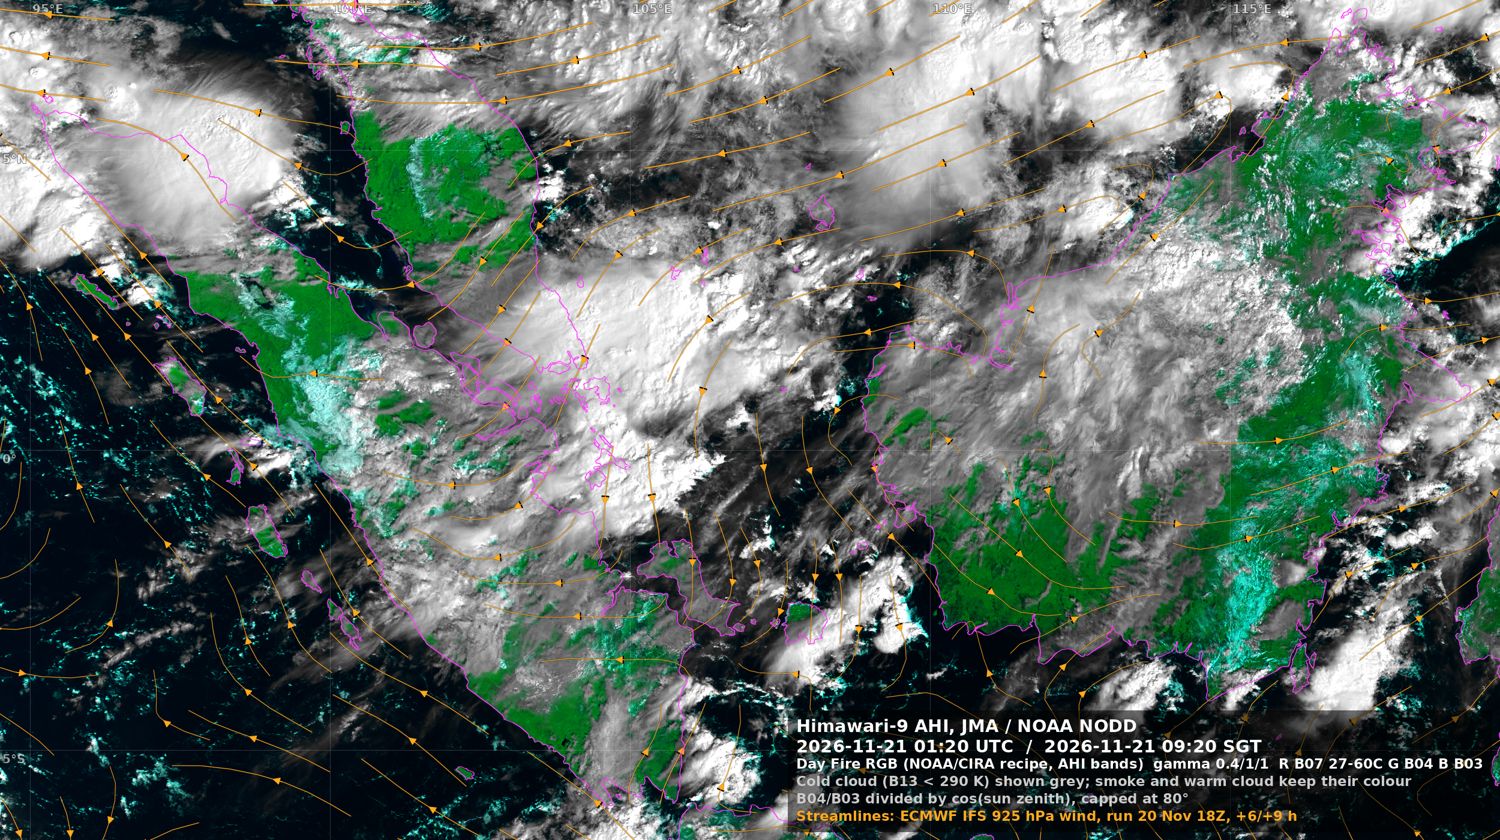 95°E
100°E
105°E
110°E
115°E
5°N
0°
5°S
Himawari-9 AHI, JMA / NOAA NODD
2026-11-21 01:20 UTC / 2026-11-21 09:20 SGT
Day Fire RGB (NOAA/CIRA recipe, AHI bands) gamma 0.4/1/1 R B07 27-60C G B04 B B03
Cold cloud (B13 < 290 K) shown grey; smoke and warm cloud keep their colour
B04/B03 divided by cos(sun zenith), capped at 80°
Streamlines: ECMWF IFS 925 hPa wind, run 20 Nov 18Z, +6/+9 h